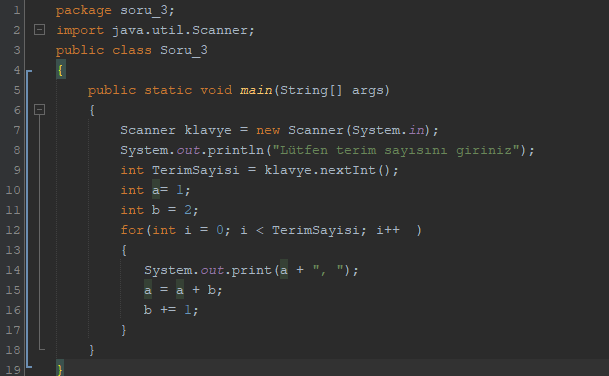 1 package soru_3;
2 import java.util.Scanner;
3 public class Soru_3
4 {
5 public static void main(String[] args)
6 {
7 Scanner klavye = new Scanner(System.in);
8 System.out.println("Lütfen terim sayısını giriniz");
9 int TerimSayisi = klavye.nextInt();
10 int a= 1;
11 int b = 2;
12 for(int i = 0; i < TerimSayisi; i++  )
13 {
14 System.out.print(a + ", ");
15 a = a + b;
16 b += 1;
17 }
18 }
19 }